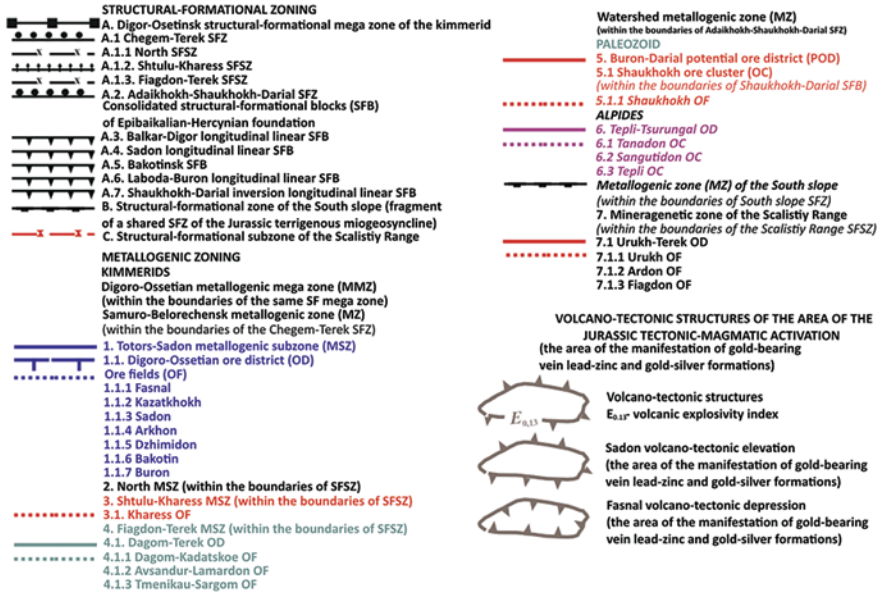 STRUCTURAL-FORMATIONAL ZONING
A. Digor-Osetinsk structural-formational mega zone of the kimmerid
A.1 Chegem-Terek SFZ
A.1.1 North SFSZ
A.1.2. Shtulu-Kharess SFSZ
A.1.3. Fiagdon-Terek SFSZ
A.2. Adaikhokh-Shaukhokh-Darial SFZ
Consolidated structural-formational blocks (SFB)
of Epibaikalian-Hercynian foundation
A.3. Balkar-Digor longitudinal linear SFB
A.4. Sadon longitudinal linear SFB
A.5. Bakotinsk SFB
A.6. Laboda-Buron longitudinal linear SFB
A.7. Shaukhokh-Darial inversion longitudinal linear SFB
B. Structural-formational zone of the South slope (fragment
of a shared SFZ of the Jurassic terrigenous miogeosyncline)
C. Structural-formational subzone of the Scalistiy Range
METALLOGENIC ZONING
KIMMERIDS
Digoro-Ossetian metallogenic mega zone (MMZ)
(within the boundaries of the same SF mega zone)
Samuro-Belorechensk metallogenic zone (MZ)
(within the boundaries of the Chegem-Terek SFZ)
1. Totors-Sadon metallogenic subzone (MSZ)
1.1. Digoro-Ossetian ore district (OD)
Ore fields (OF)
1.1.1 Fasnal
1.1.2 Kazatkhokh
1.1.3 Sadon
1.1.4 Arkhon
1.1.5 Dzhimidon
1.1.6 Bakotin
1.1.7 Buron
2. North MSZ (within the boundaries of SFSZ)
3. Shtulu-Kharess MSZ (within the boundaries of SFSZ)
3.1. Kharess OF
4. Fiagdon-Terek MSZ (within the boundaries of SFSZ)
4.1. Dagom-Terek OD
4.1.1 Dagom-Kadatskoe OF
4.1.2 Avsandur-Lamardon OF
4.1.3 Tmenikau-Sargom OF
Watershed metallogenic zone (MZ)
(within the boundaries of Adaikhokh-Shaukhokh-Darial SFZ)
PALEOZOID
5. Buron-Darial potential ore district (POD)
5.1 Shaukhokh ore cluster (OC)
(within the boundaries of Shaukhokh-Darial SFB)
5.1.1 Shaukhokh OF
ALPIDES
6. Tepli-Tsurungal OD
6.1 Tanadon OC
6.2 Sangutidon OC
6.3 Tepli OC
Metallogenic zone (MZ) of the South slope
(within the boundaries of South slope SFZ)
7. Mineragenetic zone of the Scalistiy Range
(within the boundaries of the Scalistiy Range SFSZ)
7.1 Urukh-Terek OD
7.1.1 Urukh OF
7.1.2 Ardon OF
7.1.3 Fiagdon OF
VOLCANO-TECTONIC STRUCTURES OF THE AREA OF THE
JURASSIC TECTONIC-MAGMATIC ACTIVATION
(the area of the manifestation of gold-bearing
vein lead-zinc and gold-silver formations)
E0,13
Volcano-tectonic structures
E0.13- volcanic explosivity index
Sadon volcano-tectonic elevation
(the area of the manifestation of gold-bearing
vein lead-zinc and gold-silver formations)
Fasnal volcano-tectonic depression
(the area of the manifestation of gold-bearing
vein lead-zinc and gold-silver formations)